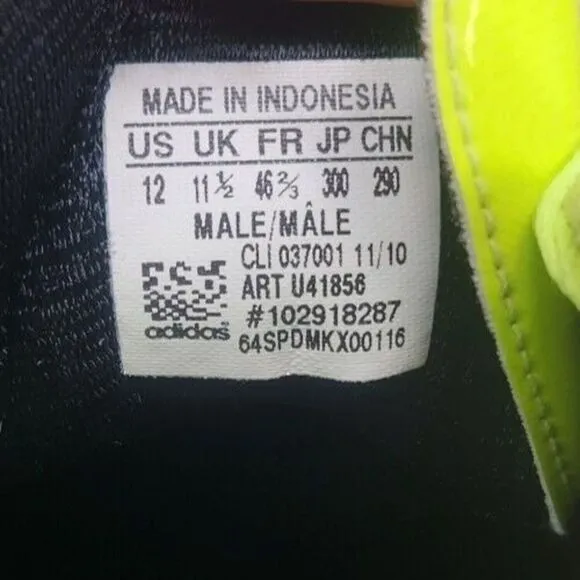 MADE IN INDONESIA
US UK FR JP CHN
12 11½ 46⅔ 300 290
MALE/MÂLE
CLI 037001 11/10
ART U41856
#102918287
adidas 64SPDMKX00116